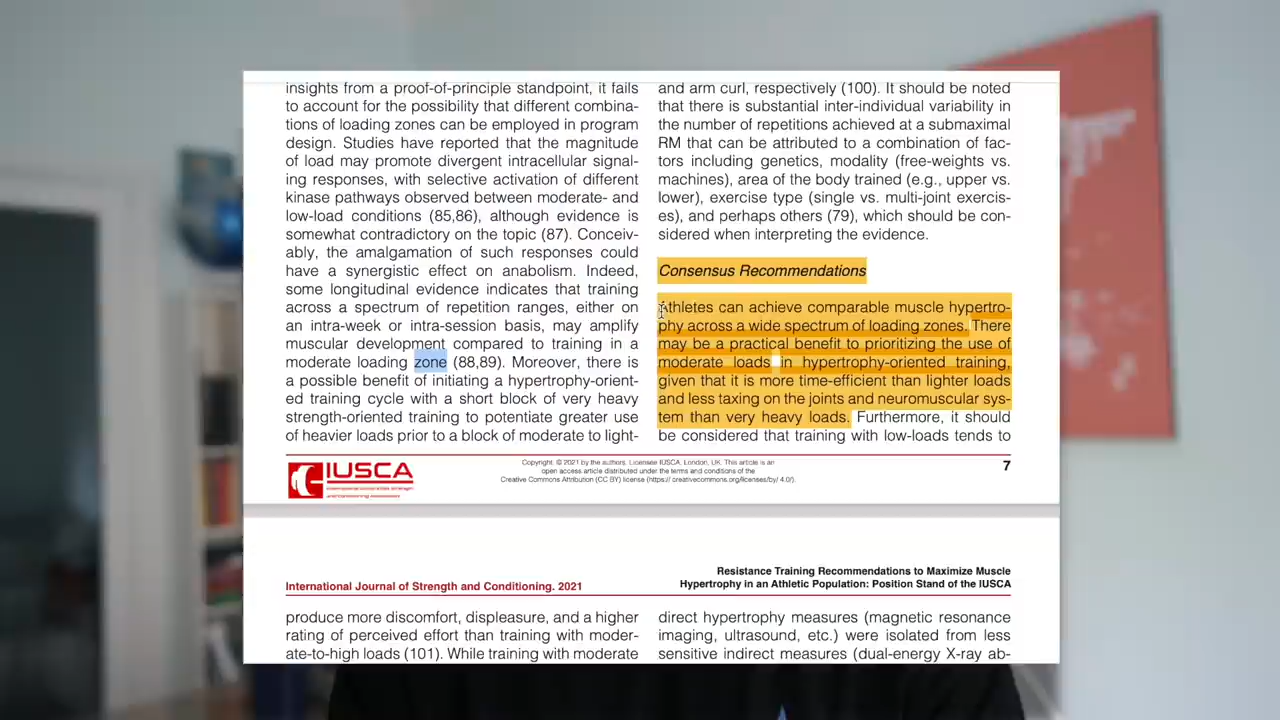 insights from a proof-of-principle standpoint, it fails
to account for the possibility that different combina-
tions of loading zones can be employed in program
design. Studies have reported that the magnitude
of load may promote divergent intracellular signal-
ing responses, with selective activation of different
kinase pathways observed between moderate- and
low-load conditions (85,86), although evidence is
somewhat contradictory on the topic (87). Conceiv-
ably, the amalgamation of such responses could
have a synergistic effect on anabolism. Indeed,
some longitudinal evidence indicates that training
across a spectrum of repetition ranges, either on
an intra-week or intra-session basis, may amplify
muscular development compared to training in a
moderate loading zone (88,89). Moreover, there is
a possible benefit of initiating a hypertrophy-orient-
ed training cycle with a short block of very heavy
strength-oriented training to potentiate greater use
of heavier loads prior to a block of moderate to light-
and arm curl, respectively (100). It should be noted
that there is substantial inter-individual variability in
the number of repetitions achieved at a submaximal
RM that can be attributed to a combination of fac-
tors including genetics, modality (free-weights vs.
machines), area of the body trained (e.g., upper vs.
lower), exercise type (single vs. multi-joint exercis-
es), and perhaps others (79), which should be con-
sidered when interpreting the evidence.
Consensus Recommendations
Athletes can achieve comparable muscle hypertro-
phy across a wide spectrum of loading zones. There
may be a practical benefit to prioritizing the use of
moderate loads in hypertrophy-oriented training,
given that it is more time-efficient than lighter loads
and less taxing on the joints and neuromuscular sys-
tem than very heavy loads. Furthermore, it should
be considered that training with low-loads tends to
IUSCA
International Universities Strength
and Conditioning Association
Copyright: © 2021 by the authors. Licensee IUSCA, London, UK. This article is an
open access article distributed under the terms and conditions of the
Creative Commons Attribution (CC BY) license (https:// creativecommons.org/licenses/by/ 4.0/).
7
International Journal of Strength and Conditioning. 2021
Resistance Training Recommendations to Maximize Muscle
Hypertrophy in an Athletic Population: Position Stand of the IUSCA
produce more discomfort, displeasure, and a higher
rating of perceived effort than training with moder-
ate-to-high loads (101). While training with moderate
direct hypertrophy measures (magnetic resonance
imaging, ultrasound, etc.) were isolated from less
sensitive indirect measures (dual-energy X-ray ab-